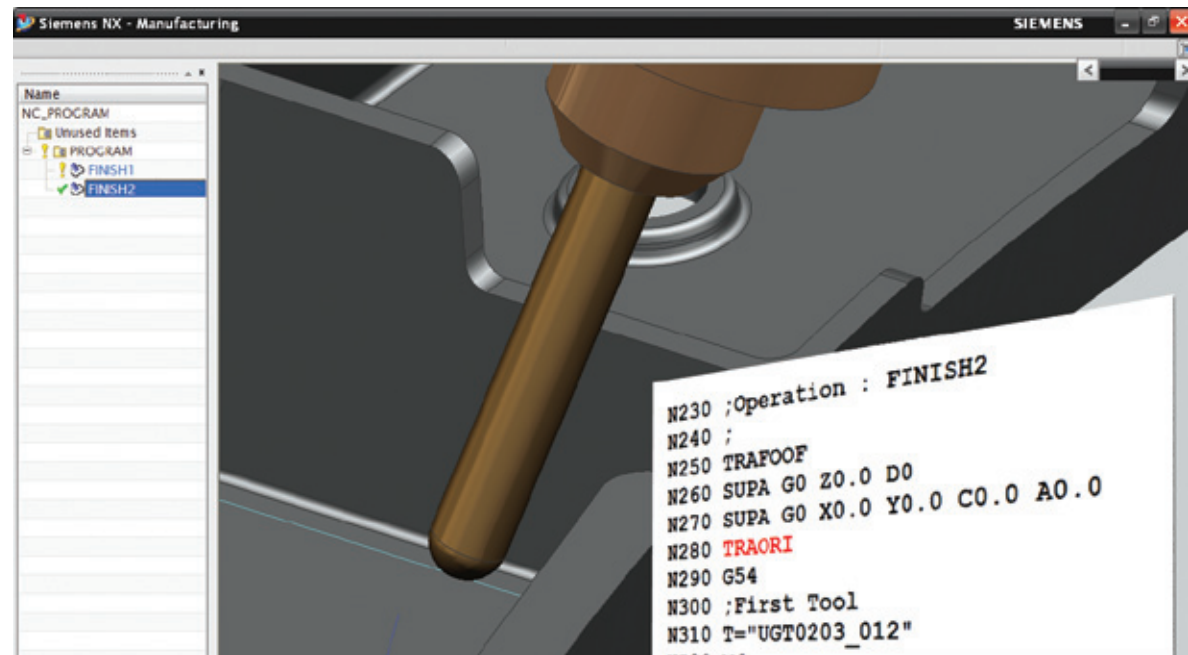 Siemens NX - Manufacturing SIEMENS
Name
NC_PROGRAM
Unused Items
PROGRAM
FINISH1
FINISH2
N230 ;Operation : FINISH2
N240 ;
N250 TRAFOOF
N260 SUPA G0 Z0.0 D0
N270 SUPA G0 X0.0 Y0.0 C0.0 A0.0
N280 TRAORI
N290 G54
N300 ;First Tool
N310 T="UGT0203_012"